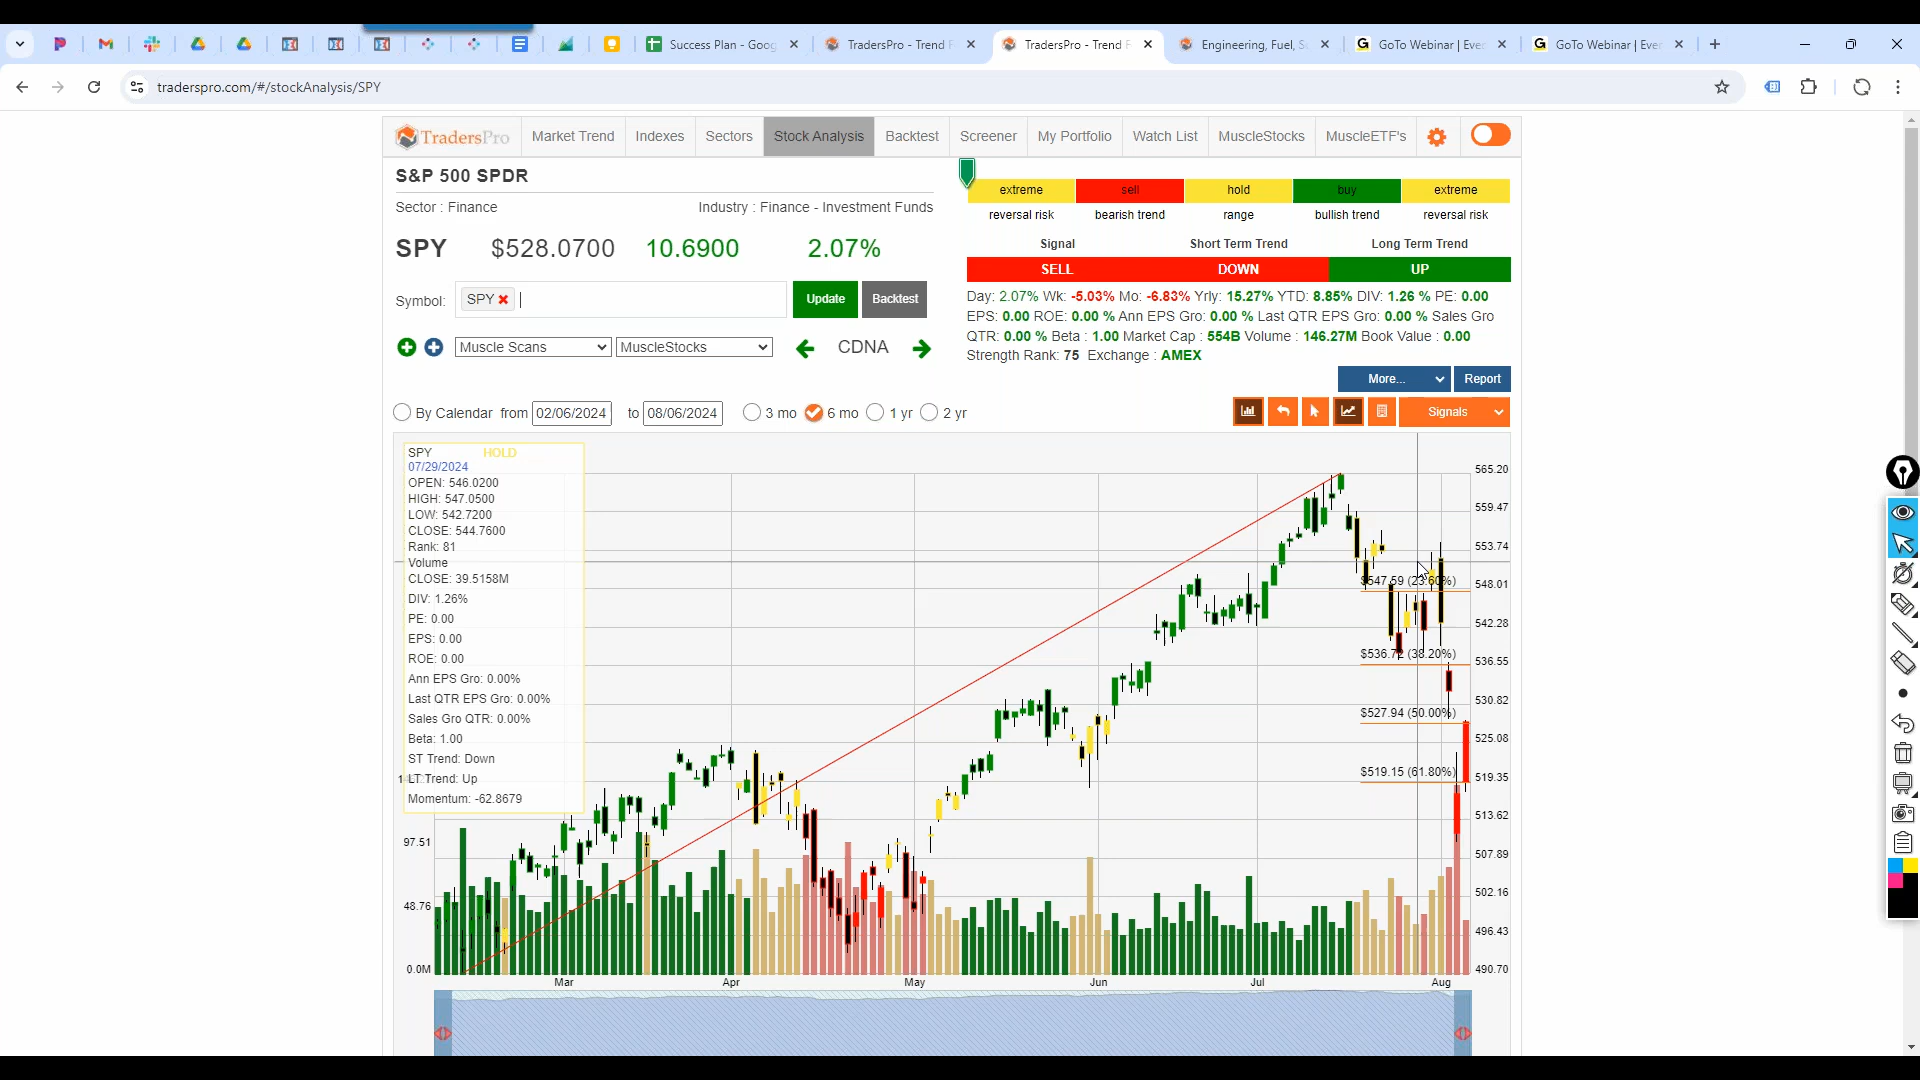 Success Plan - Goog
TradersPro - Trend F
TradersPro - Trend F
Engineering, Fuel, S
GoTo Webinar | Eve
GoTo Webinar | Ever
traderspro.com/#/stockAnalysis/SPY
TradersPro
Market Trend
Indexes
Sectors
Stock Analysis
Backtest
Screener
My Portfolio
Watch List
MuscleStocks
MuscleETF's
S&P 500 SPDR
Sector : Finance
Industry : Finance - Investment Funds
SPY $528.0700 10.6900 2.07%
Symbol: SPY
Update
Backtest
Muscle Scans
MuscleStocks
CDNA
extreme sell hold buy extreme
reversal risk bearish trend range bullish trend reversal risk
Signal Short Term Trend Long Term Trend
SELL DOWN UP
Day: 2.07% Wk: -5.03% Mo: -6.83% Yrly: 15.27% YTD: 8.85% DIV: 1.26 % PE: 0.00
EPS: 0.00 ROE: 0.00 % Ann EPS Gro: 0.00 % Last QTR EPS Gro: 0.00 % Sales Gro
QTR: 0.00 % Beta : 1.00 Market Cap : 554B Volume : 146.27M Book Value : 0.00
Strength Rank: 75 Exchange : AMEX
More...
Report
By Calendar from 02/06/2024 to 08/06/2024 3 mo 6 mo 1 yr 2 yr
Signals
SPY HOLD
07/29/2024
OPEN: 546.0200
HIGH: 547.0500
LOW: 542.7200
CLOSE: 544.7600
Rank: 81
Volume
CLOSE: 39.5158M
DIV: 1.26%
PE: 0.00
EPS: 0.00
ROE: 0.00
Ann EPS Gro: 0.00%
Last QTR EPS Gro: 0.00%
Sales Gro QTR: 0.00%
Beta: 1.00
ST Trend: Down
LT Trend: Up
Momentum: -62.8679
97.51
48.76
0.0M
$547.59 (23.60%)
$536.72 (38.20%)
$527.94 (50.00%)
$519.15 (61.80%)
565.20
559.47
553.74
548.01
542.28
536.55
530.82
525.08
519.35
513.62
507.89
502.16
496.43
490.70
Mar Apr May Jun Jul Aug